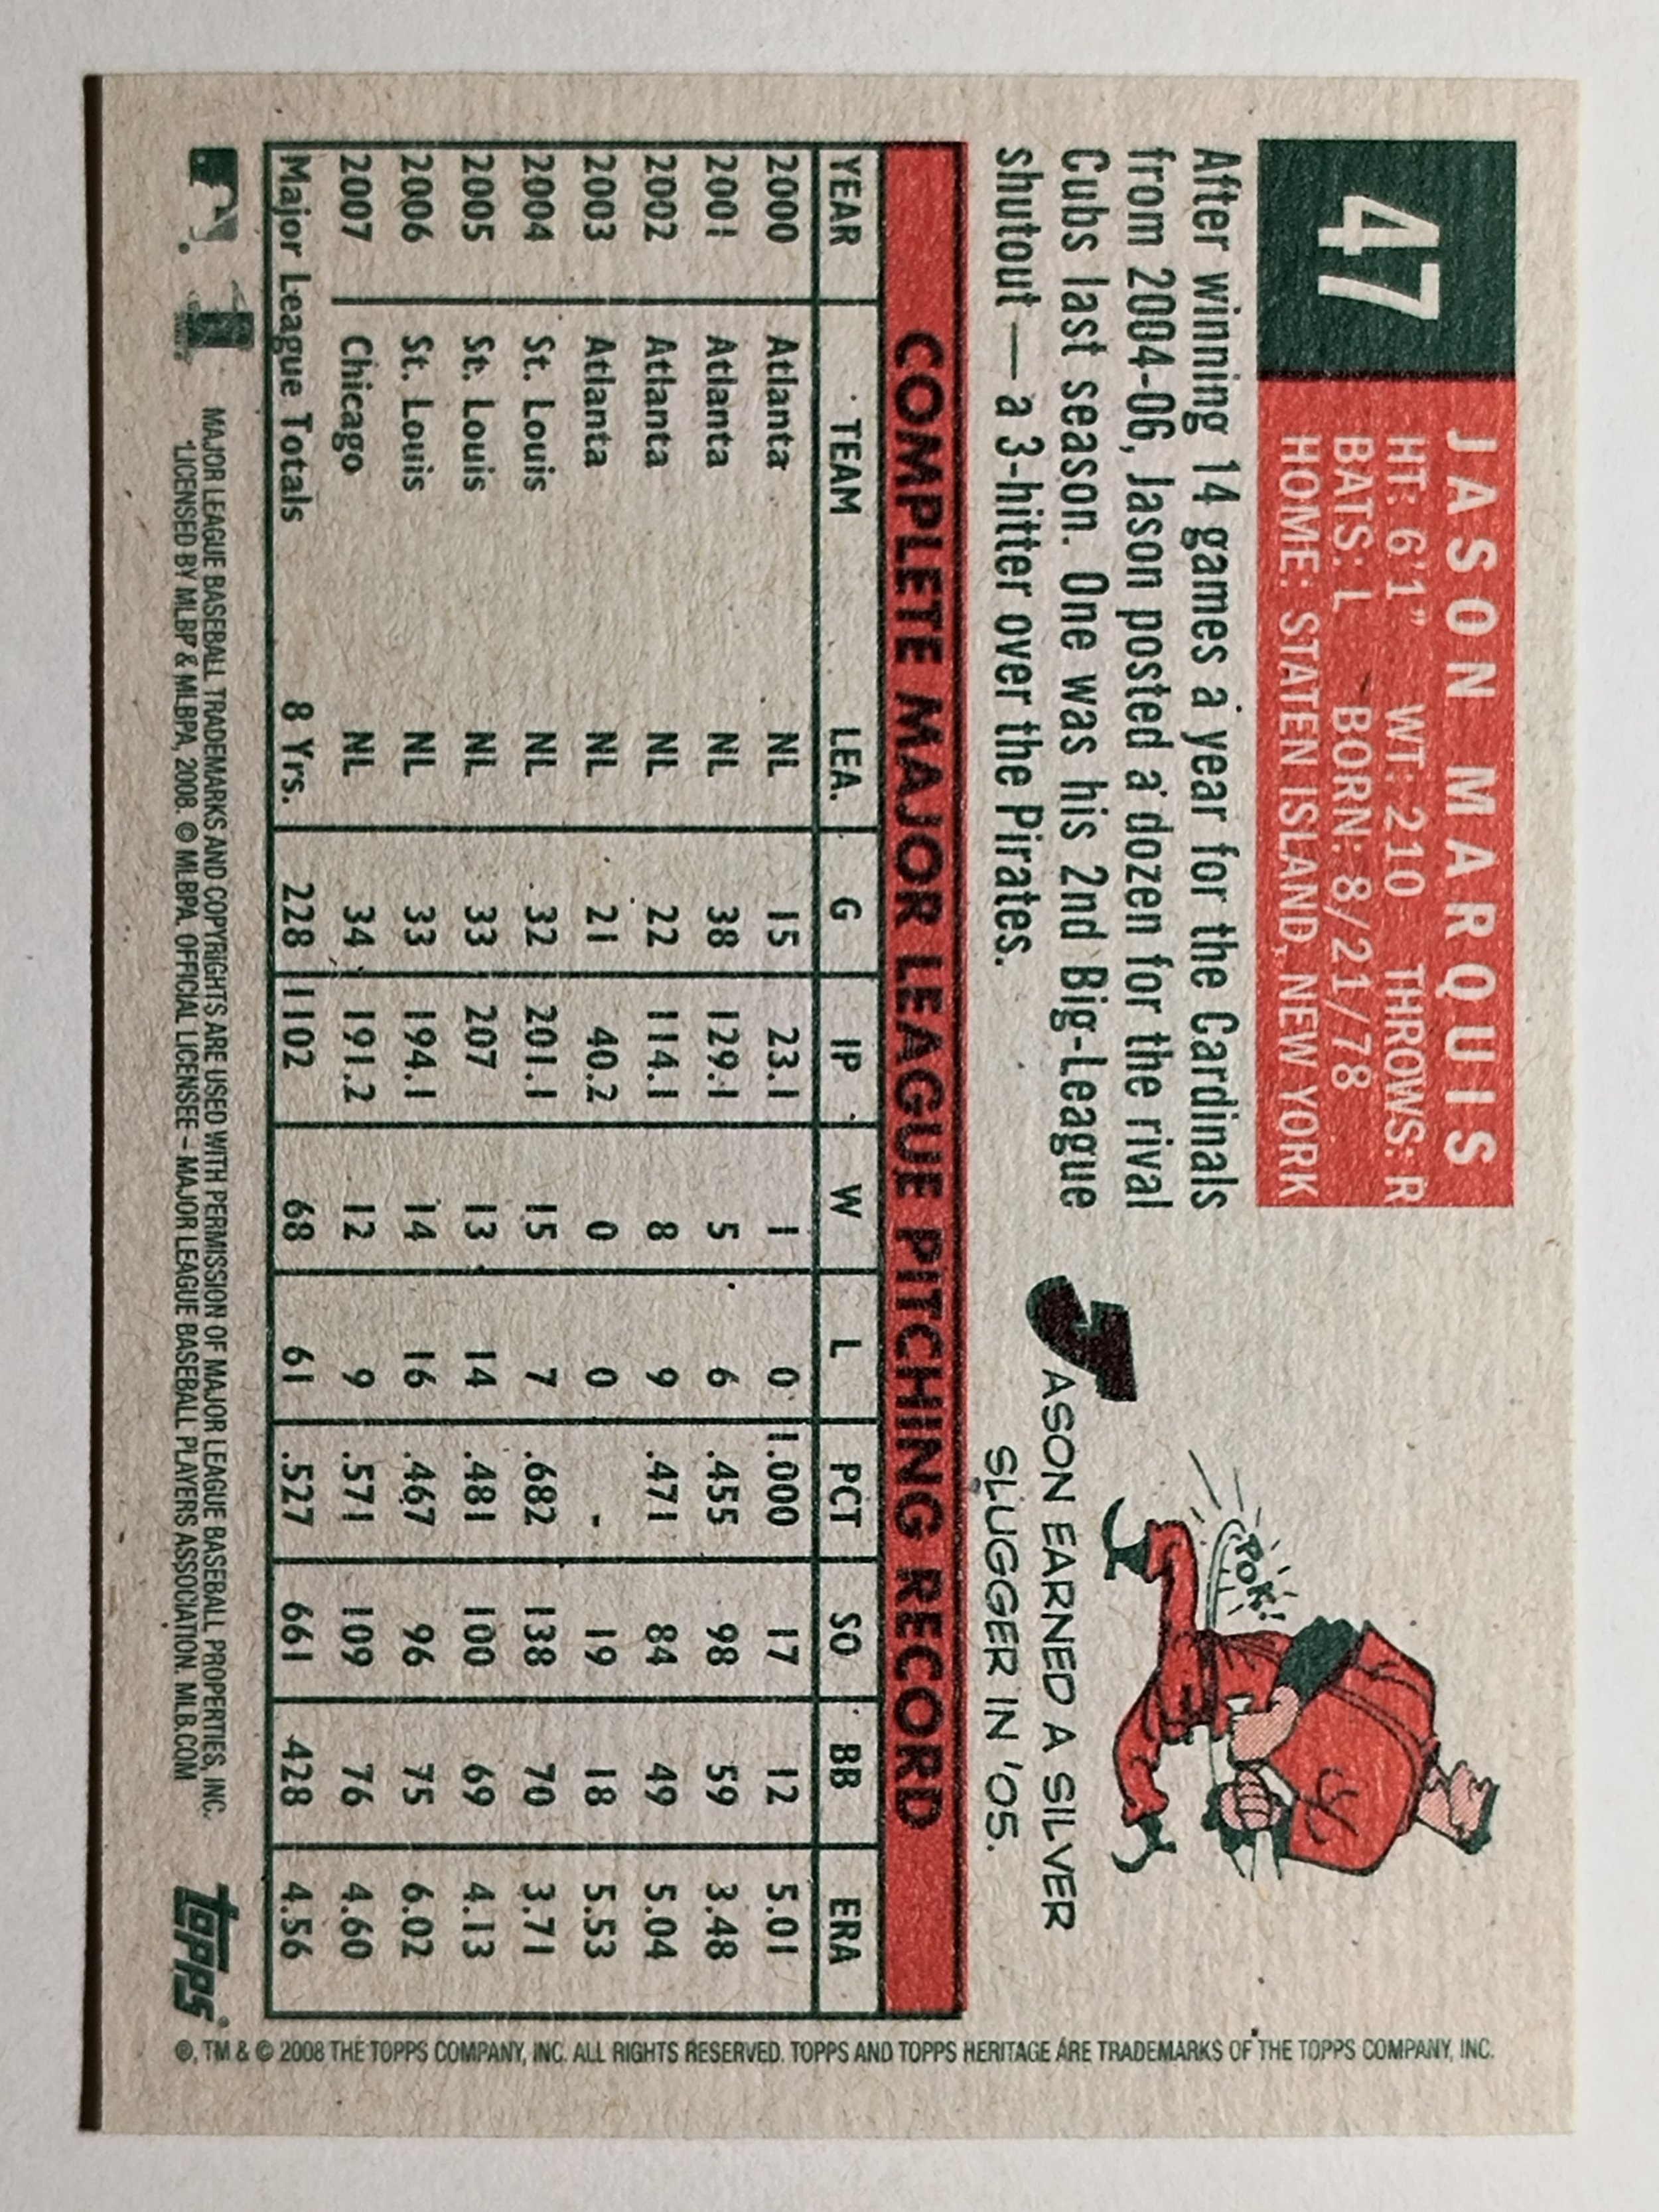 47
JASON MARQUIS
HT: 6'1" WT: 210 THROWS: R
BATS: L BORN: 8/21/78
HOME: STATEN ISLAND, NEW YORK
After winning 14 games a year for the Cardinals
from 2004-06, Jason posted a dozen for the rival
Cubs last season. One was his 2nd Big-League
shutout — a 3-hitter over the Pirates.
POK!
JASON EARNED A SILVER
SLUGGER IN '05.
COMPLETE MAJOR LEAGUE PITCHING RECORD
YEAR TEAM LEA. G IP W L PCT SO BB ERA
2000 Atlanta NL 15 23.1 1 0 1.000 17 12 5.01
2001 Atlanta NL 38 129.1 5 6 .455 98 59 3.48
2002 Atlanta NL 22 114.1 8 9 .471 84 49 5.04
2003 Atlanta NL 21 40.2 0 0 - 19 18 5.53
2004 St. Louis NL 32 201.1 15 7 .682 138 70 3.71
2005 St. Louis NL 33 207 13 14 .481 100 69 4.13
2006 St. Louis NL 33 194.1 14 16 .467 96 75 6.02
2007 Chicago NL 34 191.2 12 9 .571 109 76 4.60
Major League Totals 8 Yrs. 228 1102 68 61 .527 661 428 4.56
MAJOR LEAGUE BASEBALL TRADEMARKS AND COPYRIGHTS ARE USED WITH PERMISSION OF MAJOR LEAGUE BASEBALL PROPERTIES, INC.
LICENSED BY MLBP & MLBPA, 2008. © MLBPA. OFFICIAL LICENSEE - MAJOR LEAGUE BASEBALL PLAYERS ASSOCIATION. MLB.COM
topps®
®, TM & © 2008 THE TOPPS COMPANY, INC. ALL RIGHTS RESERVED. TOPPS AND TOPPS HERITAGE ARE TRADEMARKS OF THE TOPPS COMPANY, INC.